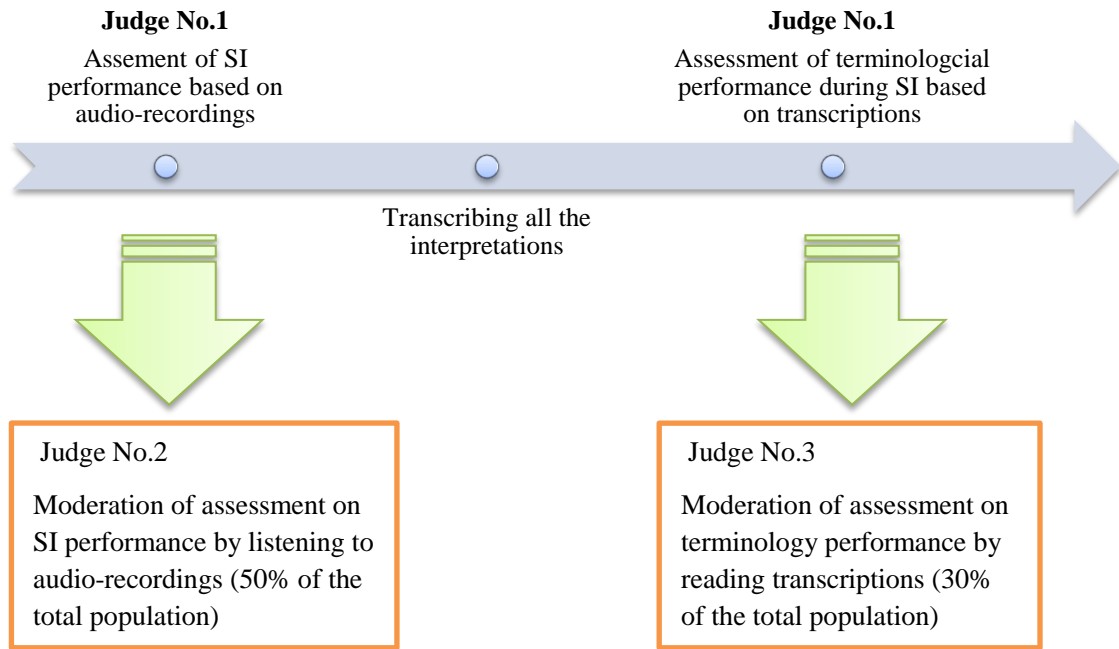 Judge No.1
Assement of SI
performance based on
audio-recordings
Judge No.1
Assessment of terminologcial
performance during SI based
on transcriptions
Transcribing all the
interpretations
Judge No.2
Moderation of assessment on
SI performance by listening to
audio-recordings (50% of the
total population)
Judge No.3
Moderation of assessment on
terminology performance by
reading transcriptions (30%
of the total population)